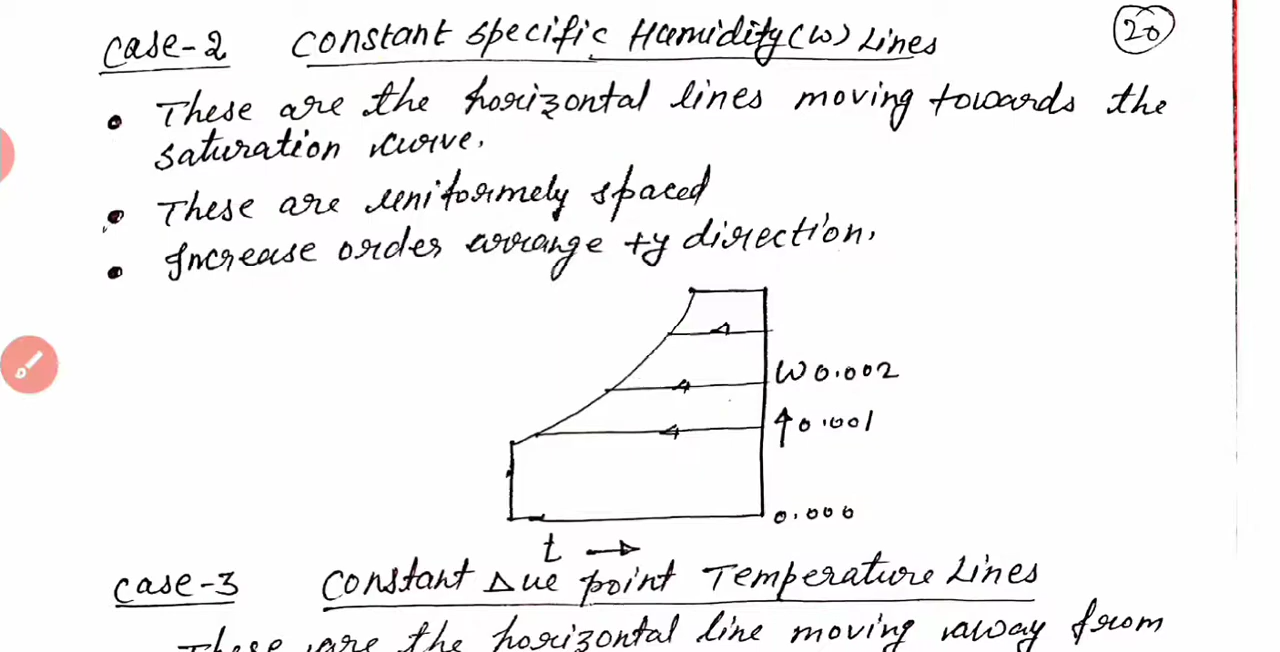 20
Case-2 Constant Specific Humidity(ω) Lines
• These are the horizontal lines moving towards the
saturation curve.
• These are uniformely spaced
• Increase order arrange +y direction.
ω 0.002
↑ 0.001
0.000
t →
Case-3 Constant Due point Temperature Lines
These are the horizontal line moving away from